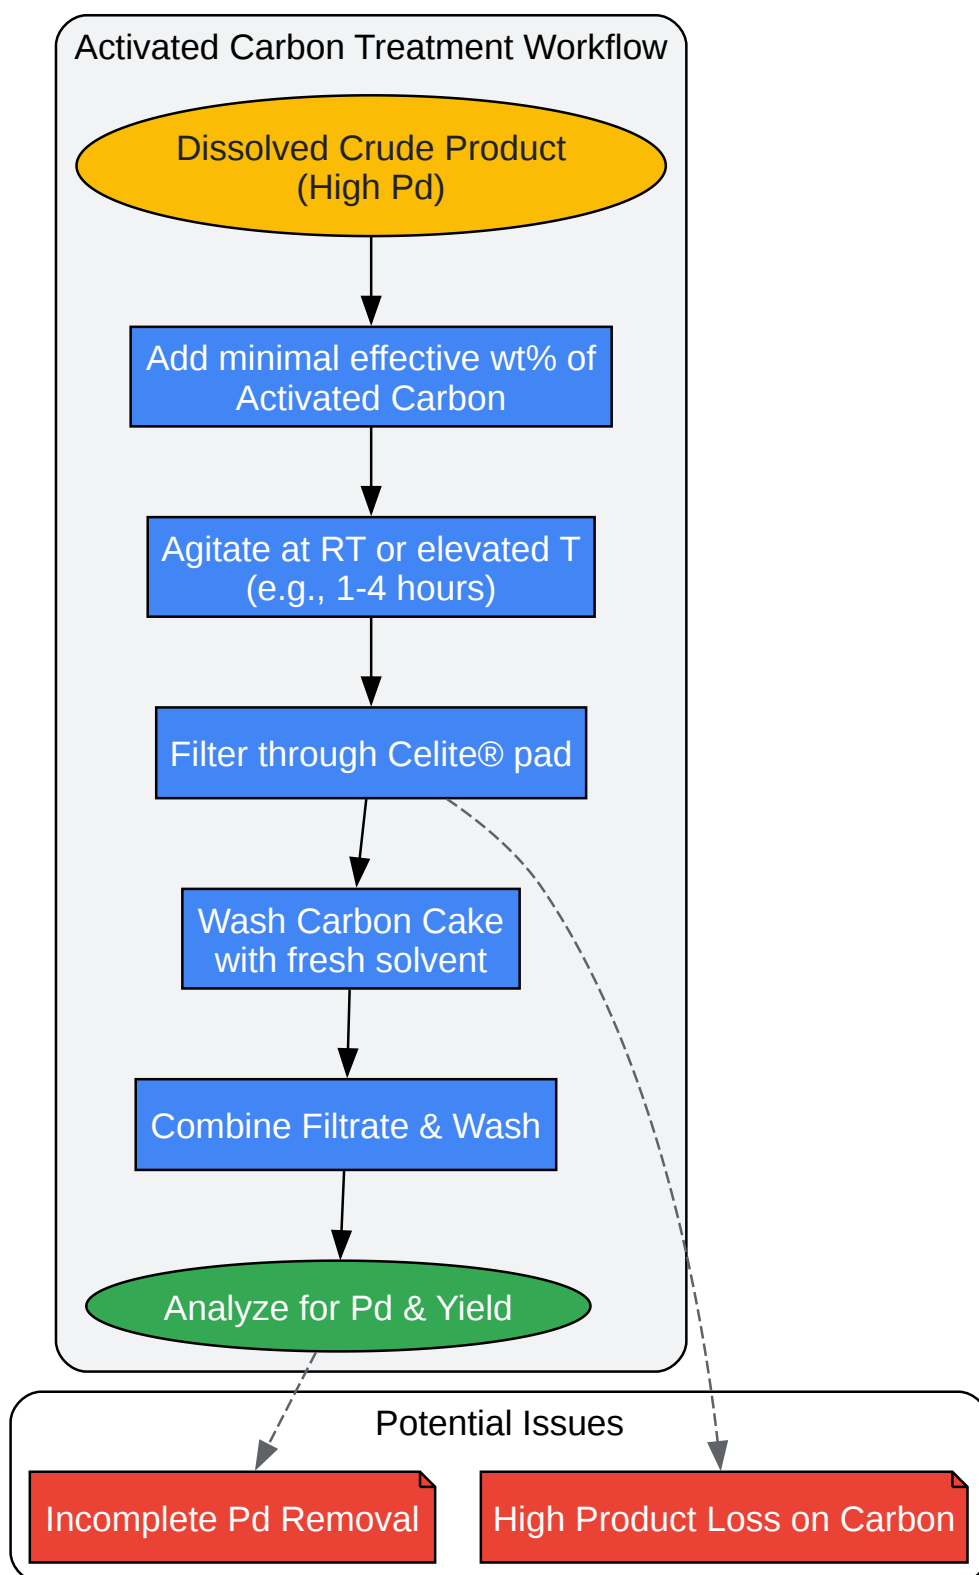 Activated Carbon Treatment Workflow
Dissolved Crude Product
(High Pd)
Add minimal effective wt% of
Activated Carbon
Agitate at RT or elevated T
(e.g., 1-4 hours)
Filter through Celite® pad
Wash Carbon Cake
with fresh solvent
Combine Filtrate & Wash
Analyze for Pd & Yield
Potential Issues
Incomplete Pd Removal
High Product Loss on Carbon